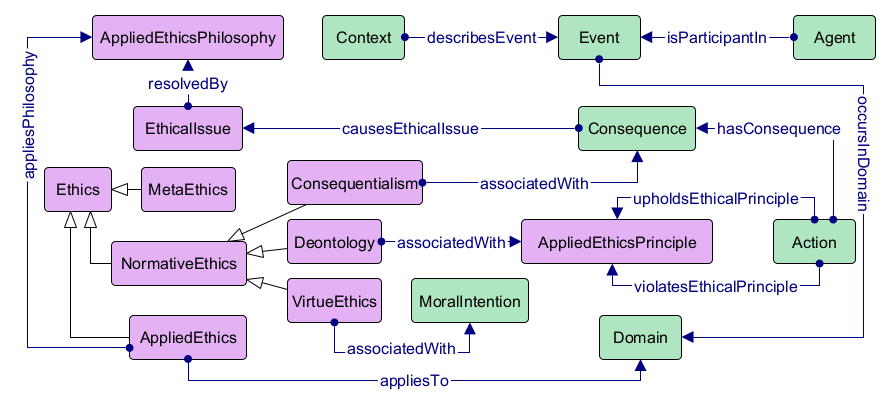 AppliedEthicsPhilosophy
Context
describesEvent
Event
isParticipantIn
Agent
appliesPhilosophy
resolvedBy
occursInDomain
EthicalIssue
causesEthicalIssue
Consequence
hasConsequence
Ethics
MetaEthics
Consequentialism
associatedWith
upholdsEthicalPrinciple
NormativeEthics
Deontology
associatedWith
AppliedEthicsPrinciple
Action
VirtueEthics
MoralIntention
violatesEthicalPrinciple
AppliedEthics
associatedWith
Domain
appliesTo